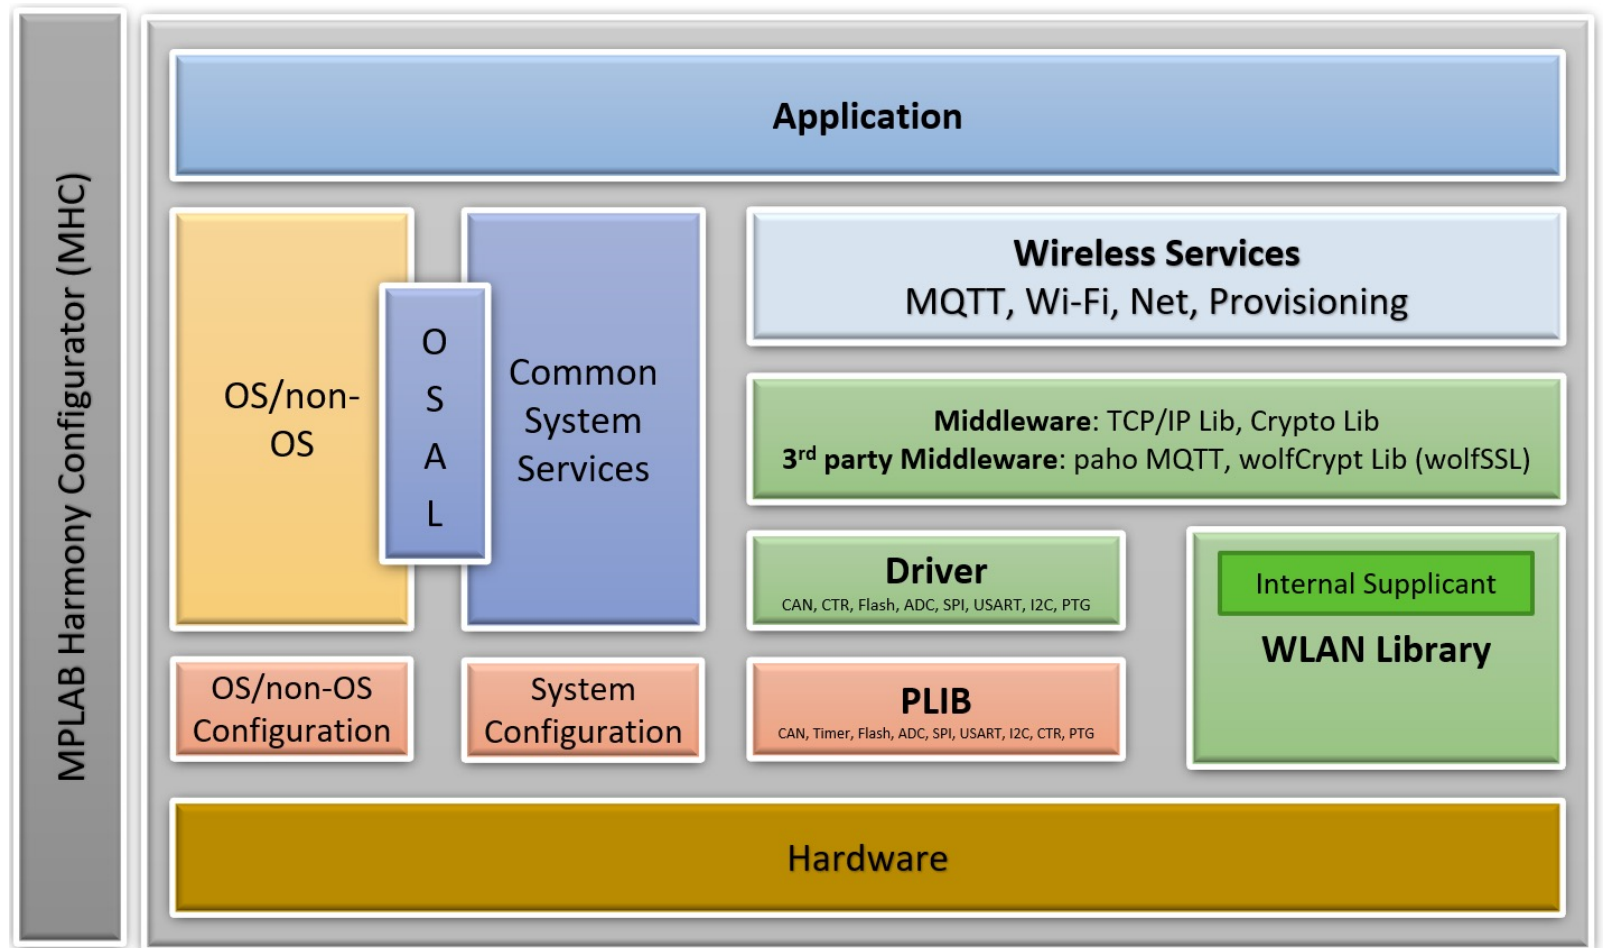 MPLAB Harmony Configurator (MHC)
Application
OS/non-
OS
O
S
A
L
Common
System
Services
Wireless Services
MQTT, Wi-Fi, Net, Provisioning
Middleware: TCP/IP Lib, Crypto Lib
3rd party Middleware: paho MQTT, wolfCrypt Lib (wolfSSL)
Driver
CAN, CTR, Flash, ADC, SPI, USART, I2C, PTG
Internal Supplicant
WLAN Library
OS/non-OS
Configuration
System
Configuration
PLIB
CAN, Timer, Flash, ADC, SPI, USART, I2C, CTR, PTG
Hardware